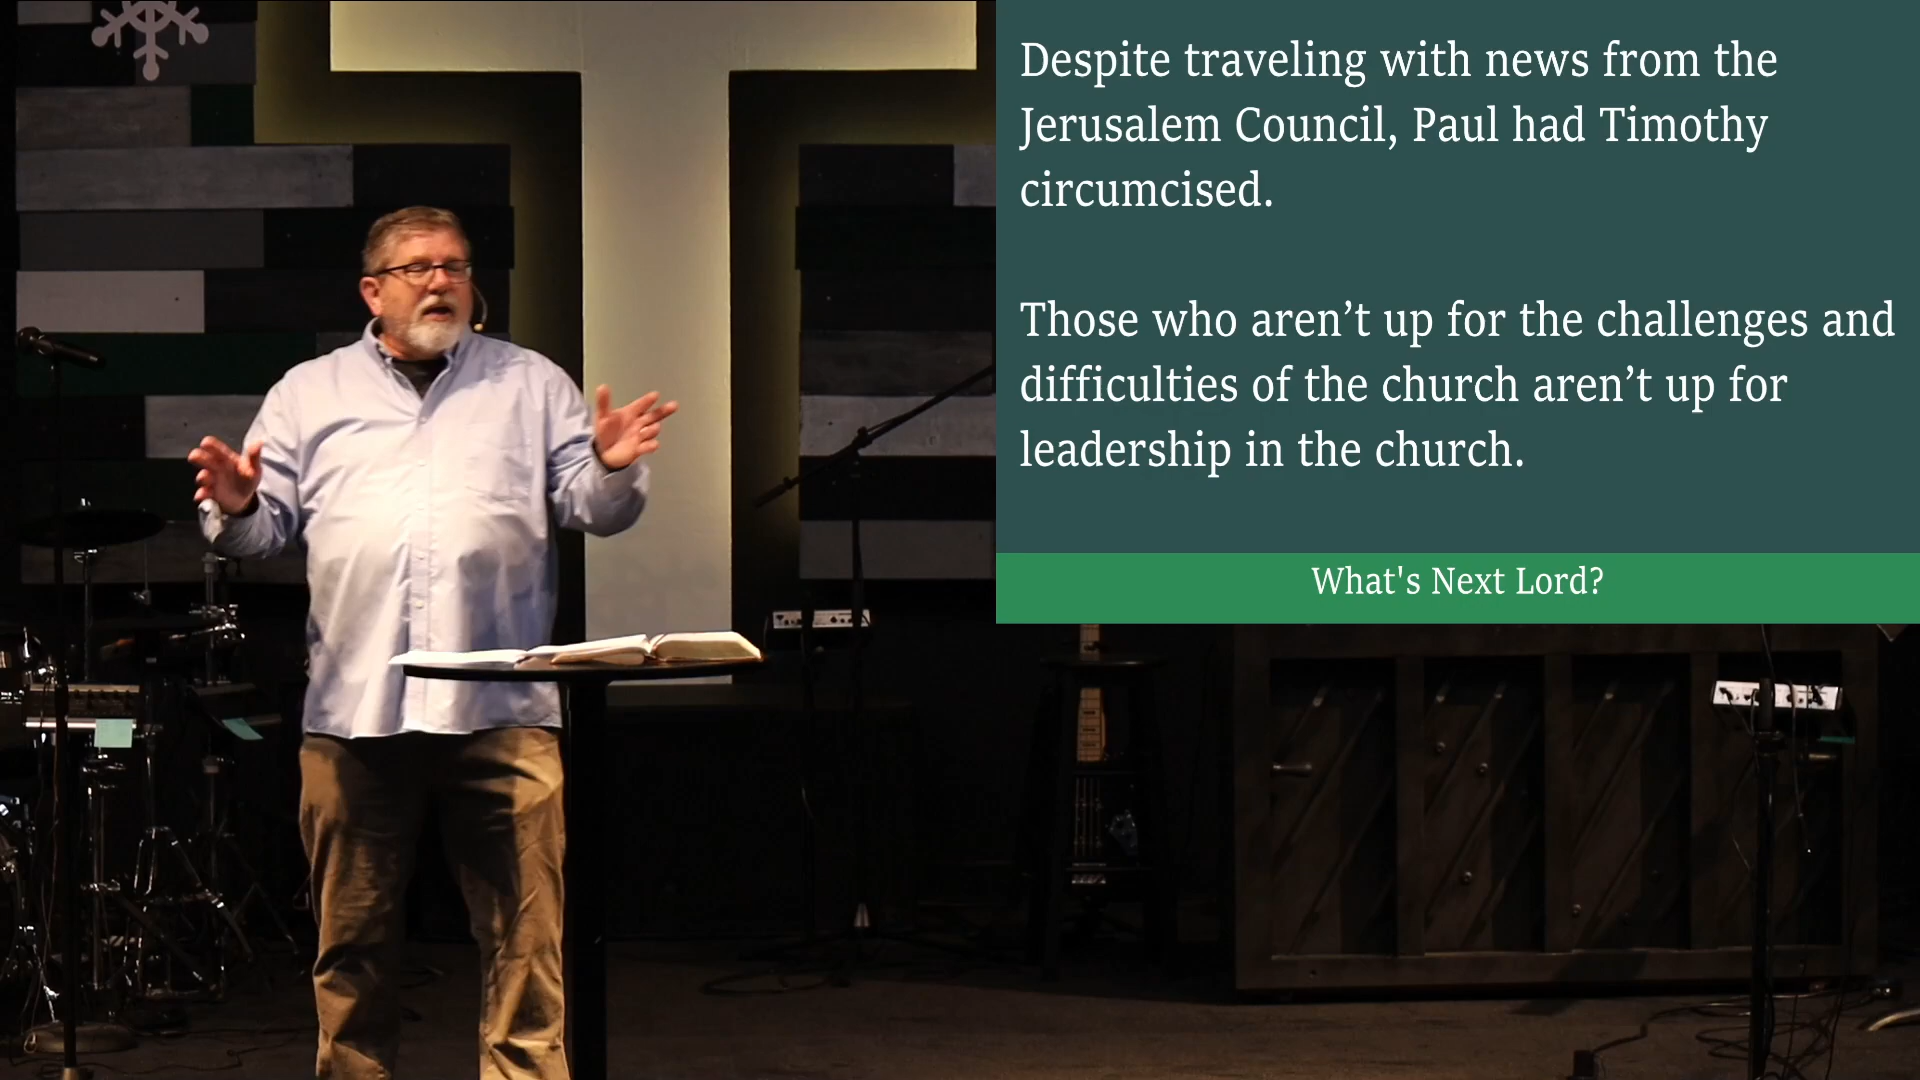 Despite traveling with news from the
Jerusalem Council, Paul had Timothy
circumcised.
Those who aren’t up for the challenges and
difficulties of the church aren’t up for
leadership in the church.
What's Next Lord?